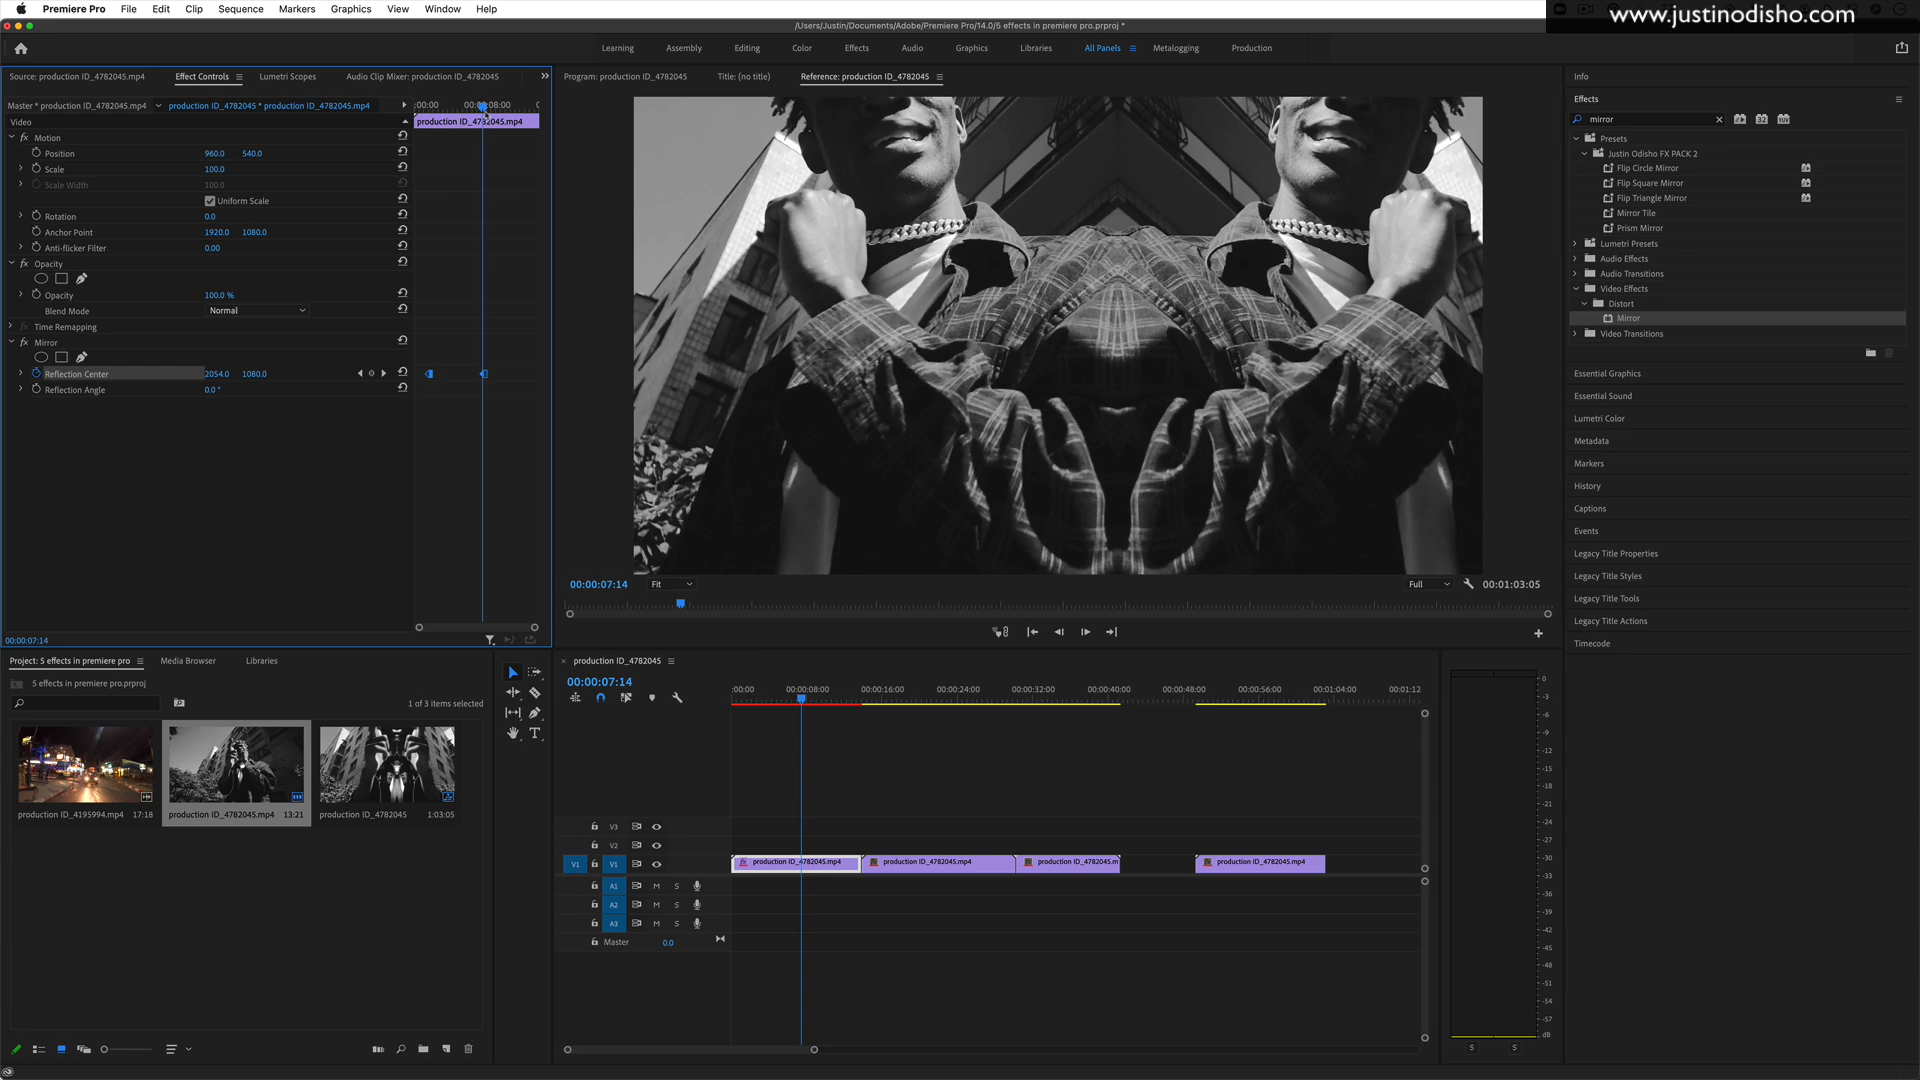 Premiere Pro File Edit Clip Sequence Markers Graphics View Window Help
www.justinodisho.com
/Users/Justin/Documents/Adobe/Premiere Pro/14.0/5 effects in premiere pro.prproj *
Learning Assembly Editing Color Effects Audio Graphics Libraries All Panels Metalogging Production
Source: production ID_4782045.mp4 Effect Controls Lumetri Scopes Audio Clip Mixer: production ID_4782045
Program: production ID_4782045 Title: (no title) Reference: production ID_4782045
Master * production ID_4782045.mp4 production ID_4782045 * production ID_4782045.mp4
Video production ID_4782045.mp4
Motion
Position 960.0 540.0
Scale 100.0
Scale Width 100.0
Uniform Scale
Rotation 0.0
Anchor Point 1920.0 1080.0
Anti-flicker Filter 0.00
Opacity
Opacity 100.0 %
Blend Mode Normal
Time Remapping
Mirror
Reflection Center 2054.0 1080.0
Reflection Angle 0.0 °
00:00:07:14
00:00:07:14 Fit Full 00:01:03:05
Info
Effects
mirror
Presets
Justin Odisho FX PACK 2
Flip Circle Mirror
Flip Square Mirror
Flip Triangle Mirror
Mirror Tile
Prism Mirror
Lumetri Presets
Audio Effects
Audio Transitions
Video Effects
Distort
Mirror
Video Transitions
Essential Graphics
Essential Sound
Lumetri Color
Metadata
Markers
History
Captions
Events
Legacy Title Properties
Legacy Title Styles
Legacy Title Tools
Legacy Title Actions
Timecode
Project: 5 effects in premiere pro Media Browser Libraries
5 effects in premiere pro.prproj
1 of 3 items selected
production ID_4195994.mp4 17:18 production ID_4782045.mp4 13:21 production ID_4782045 1:03:05
production ID_4782045
00:00:07:14
:00:00 00:00:08:00 00:00:16:00 00:00:24:00 00:00:32:00 00:00:40:00 00:00:48:00 00:00:56:00 00:01:04:00 00:01:12
V3
V2
V1 V1 production ID_4782045.mp4 production ID_4782045.mp4 production ID_4782045.m production ID_4782045.mp4
A1 M S
A2 M S
A3 M S
Master 0.0
0
-3
-6
-9
-12
-15
-18
-21
-24
-27
-30
-33
-36
-39
-42
-45
-48
-51
-54
-57
dB
S S